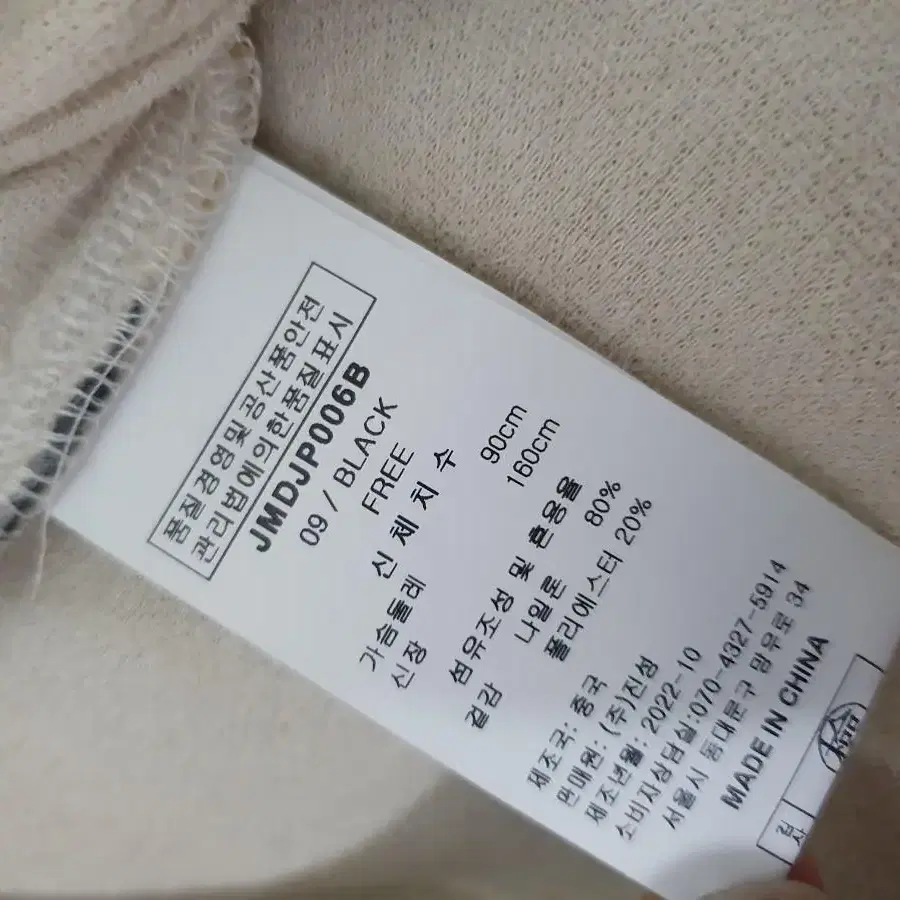 품질경영및공산품안전
관리법에의한품질표시
JMDJP006B
09 / BLACK
FREE
신체치수
가슴둘레 90cm
신장 160cm
섬유조성 및 혼용율
겉감 나일론 80%
폴리에스터 20%
제조국: 중국
판매원: (주)진성
제조년월: 2022-10
소비자상담실:070-4327-5914
서울시 동대문구 망우로 34
MADE IN CHINA
검사